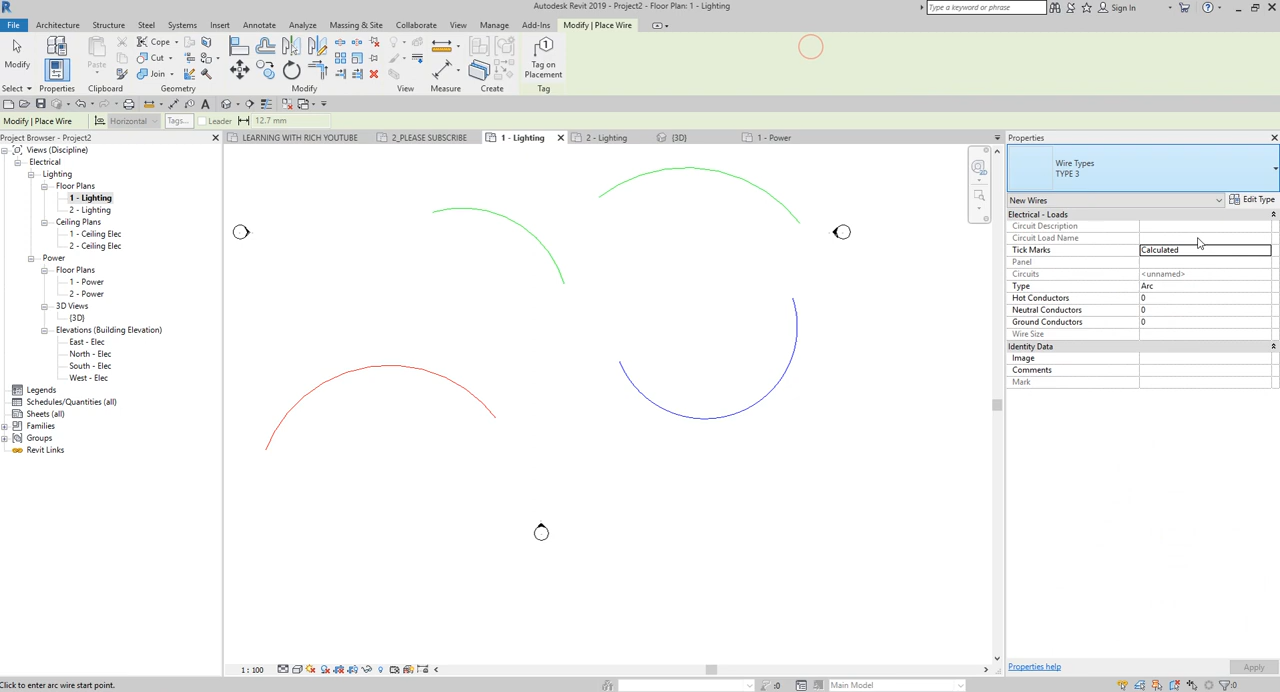 Autodesk Revit 2019 - Project2 - Floor Plan: 1 - Lighting
Type a keyword or phrase
Sign In
File Architecture Structure Steel Systems Insert Annotate Analyze Massing & Site Collaborate View Manage Add-Ins Modify | Place Wire
Modify
Paste
Cope
Cut
Join
Tag on
Placement
Select Properties Clipboard Geometry Modify View Measure Create Tag
Modify | Place Wire Horizontal Tags... Leader 12.7 mm
Project Browser - Project2
LEARNING WITH RICH YOUTUBE 2_PLEASE SUBSCRIBE 1 - Lighting 2 - Lighting {3D} 1 - Power
Views (Discipline)
Electrical
Lighting
Floor Plans
1 - Lighting
2 - Lighting
Ceiling Plans
1 - Ceiling Elec
2 - Ceiling Elec
Power
Floor Plans
1 - Power
2 - Power
3D Views
{3D}
Elevations (Building Elevation)
East - Elec
North - Elec
South - Elec
West - Elec
Legends
Schedules/Quantities (all)
Sheets (all)
Families
Groups
Revit Links
Properties
Wire Types
TYPE 3
New Wires Edit Type
Electrical - Loads
Circuit Description
Circuit Load Name
Tick Marks Calculated
Panel
Circuits <unnamed>
Type Arc
Hot Conductors 0
Neutral Conductors 0
Ground Conductors 0
Wire Size
Identity Data
Image
Comments
Mark
Properties help Apply
1 : 100
Click to enter arc wire start point. :0 Main Model :0